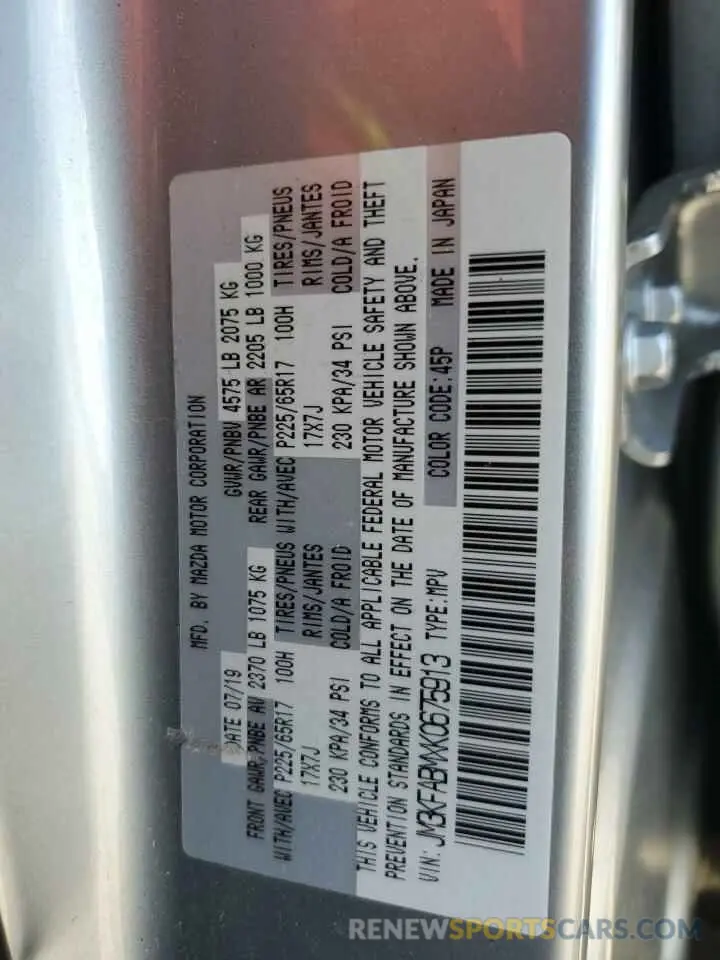 MFD. BY MAZDA MOTOR CORPORATION
DATE 07/19 GVWR/PNBV 4575 LB 2075 KG
FRONT GAWR/PNBE AV 2370 LB 1075 KG REAR GAWR/PNBE AR 2205 LB 1000 KG
WITH/AVEC P225/65R17 100H TIRES/PNEUS WITH/AVEC P225/65R17 100H TIRES/PNEUS
17X7J RIMS/JANTES 17X7J RIMS/JANTES
230 KPA/34 PSI COLD/A FROID 230 KPA/34 PSI COLD/A FROID
THIS VEHICLE CONFORMS TO ALL APPLICABLE FEDERAL MOTOR VEHICLE SAFETY AND THEFT
PREVENTION STANDARDS IN EFFECT ON THE DATE OF MANUFACTURE SHOWN ABOVE.
VIN: JM3KFABMXK0675913 TYPE:MPV COLOR CODE:45P MADE IN JAPAN
RENEWSPORTSCARS.COM